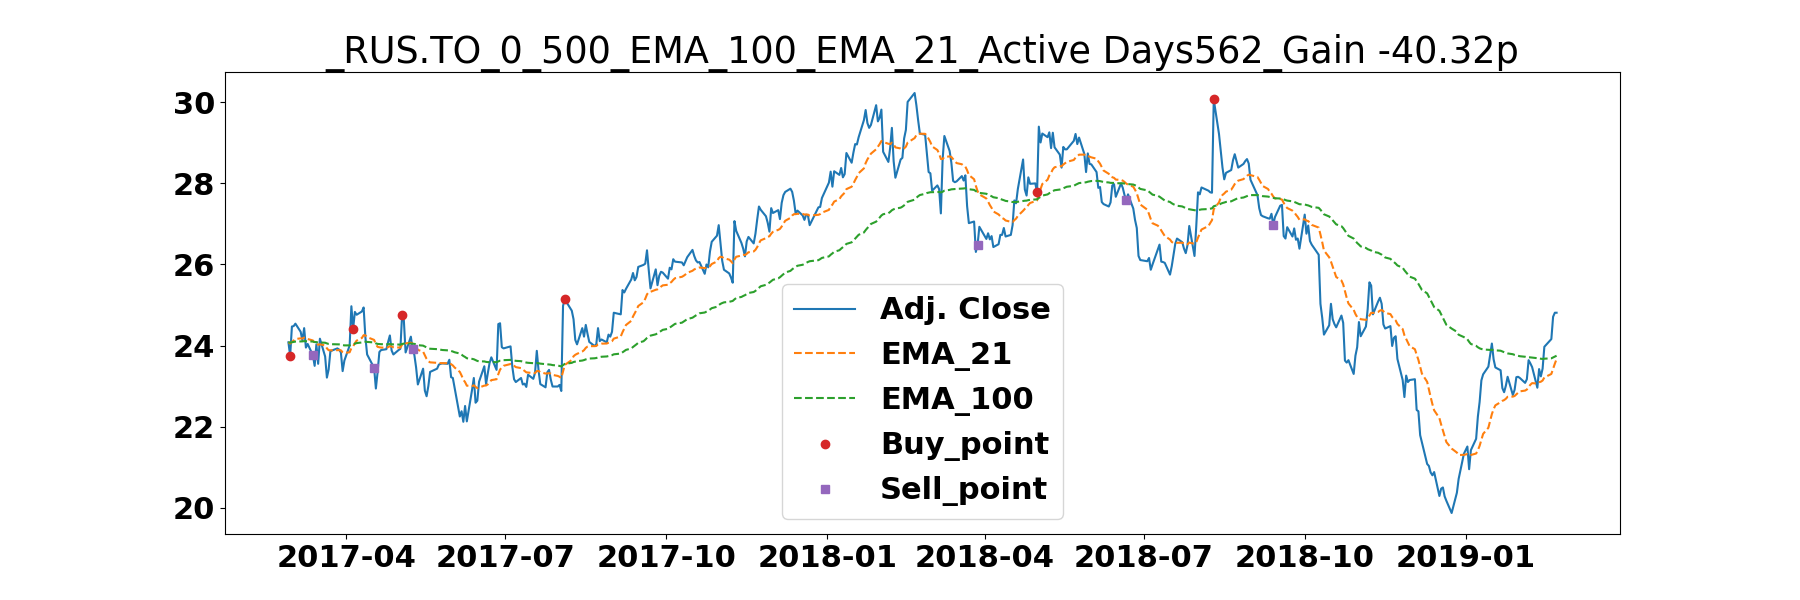 _RUS.TO_0_500_EMA_100_EMA_21_Active Days562_Gain -40.32p
30
28
26
24
22
20
Adj. Close
EMA_21
EMA_100
Buy_point
Sell_point
2017-04 2017-07 2017-10 2018-01 2018-04 2018-07 2018-10 2019-01